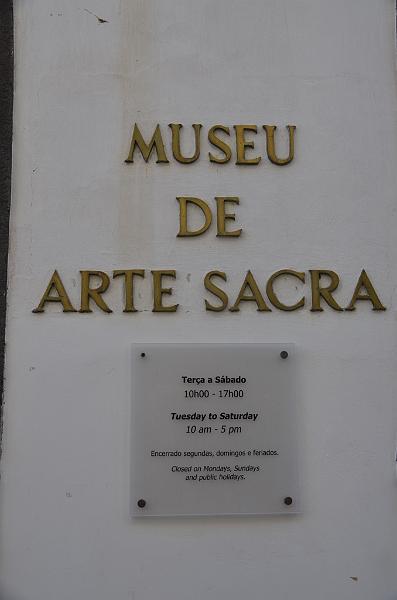 MUSEU
DE
ARTE SACRA
Terça a Sábado
10h00 - 17h00
Tuesday to Saturday
10 am - 5 pm
Encerrado segundas, domingos e feriados.
Closed on Mondays, Sundays
and public holidays.